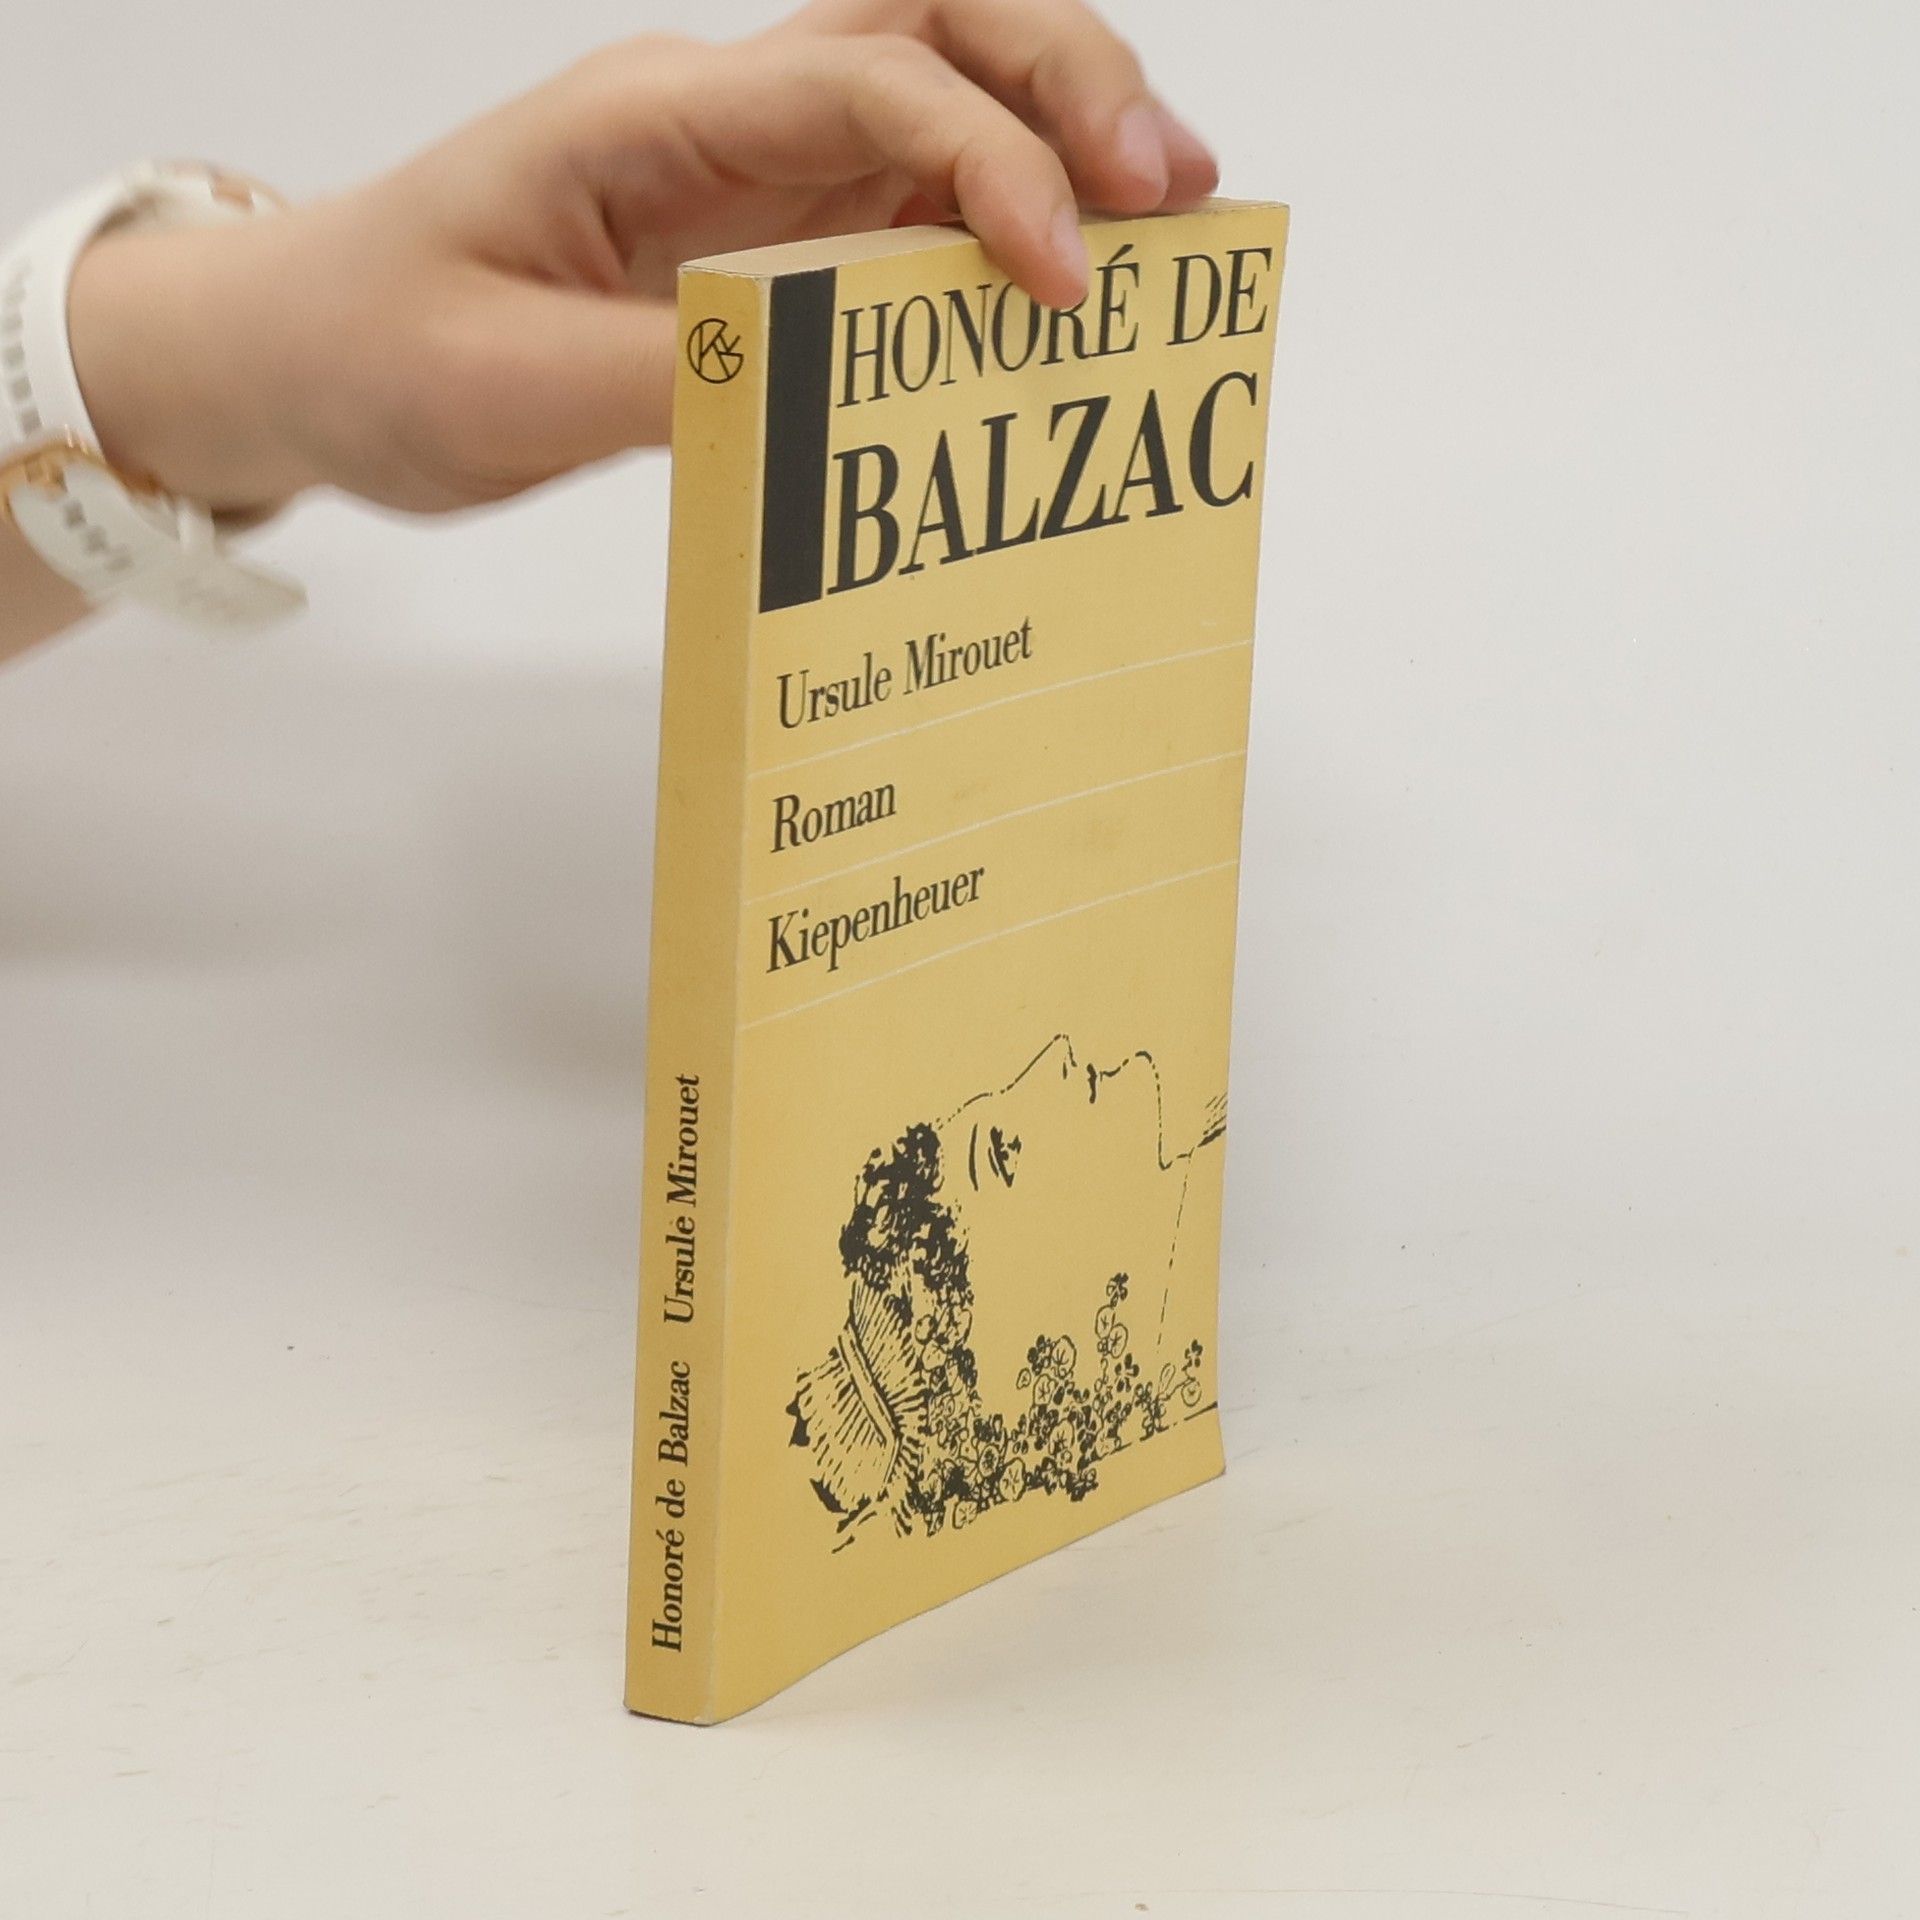 HONORÉ DE
BALZAC
Ursule Mirouet
Roman
Kiepenheuer
Honoré de Balzac Ursule Mirouet